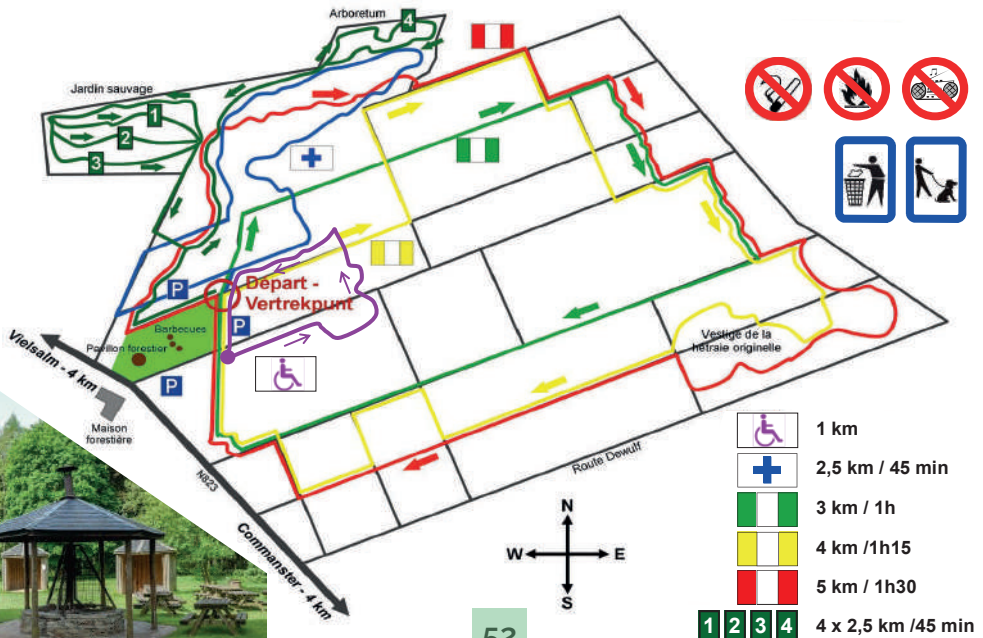 Arboretum
4
Jardin sauvage
1
2
3
P
Départ -
Vertrekpunt
P
Barbecues
Pavillon forestier
P
Vielsalm - 4 km
Maison
forestière
N823
Commanster - 4 km
Vestige de la
hêtraie originelle
Route Dewulf
N
W E
S
1 km
2,5 km / 45 min
3 km / 1h
4 km /1h15
5 km / 1h30
1 2 3 4 4 x 2,5 km /45 min